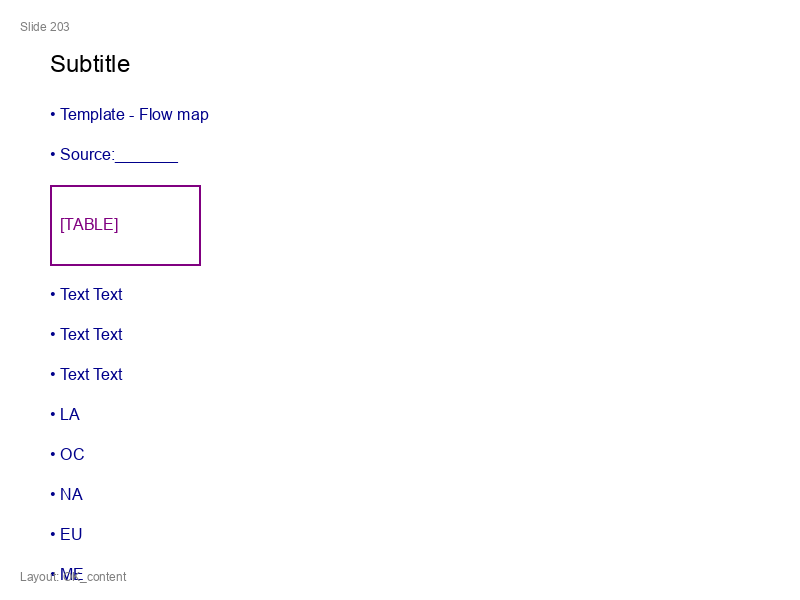 Slide 203
Subtitle
• Template - Flow map
• Source:_______
[TABLE]
• Text Text
• Text Text
• Text Text
• LA
• OC
• NA
• EU
• ME
Layout: _content